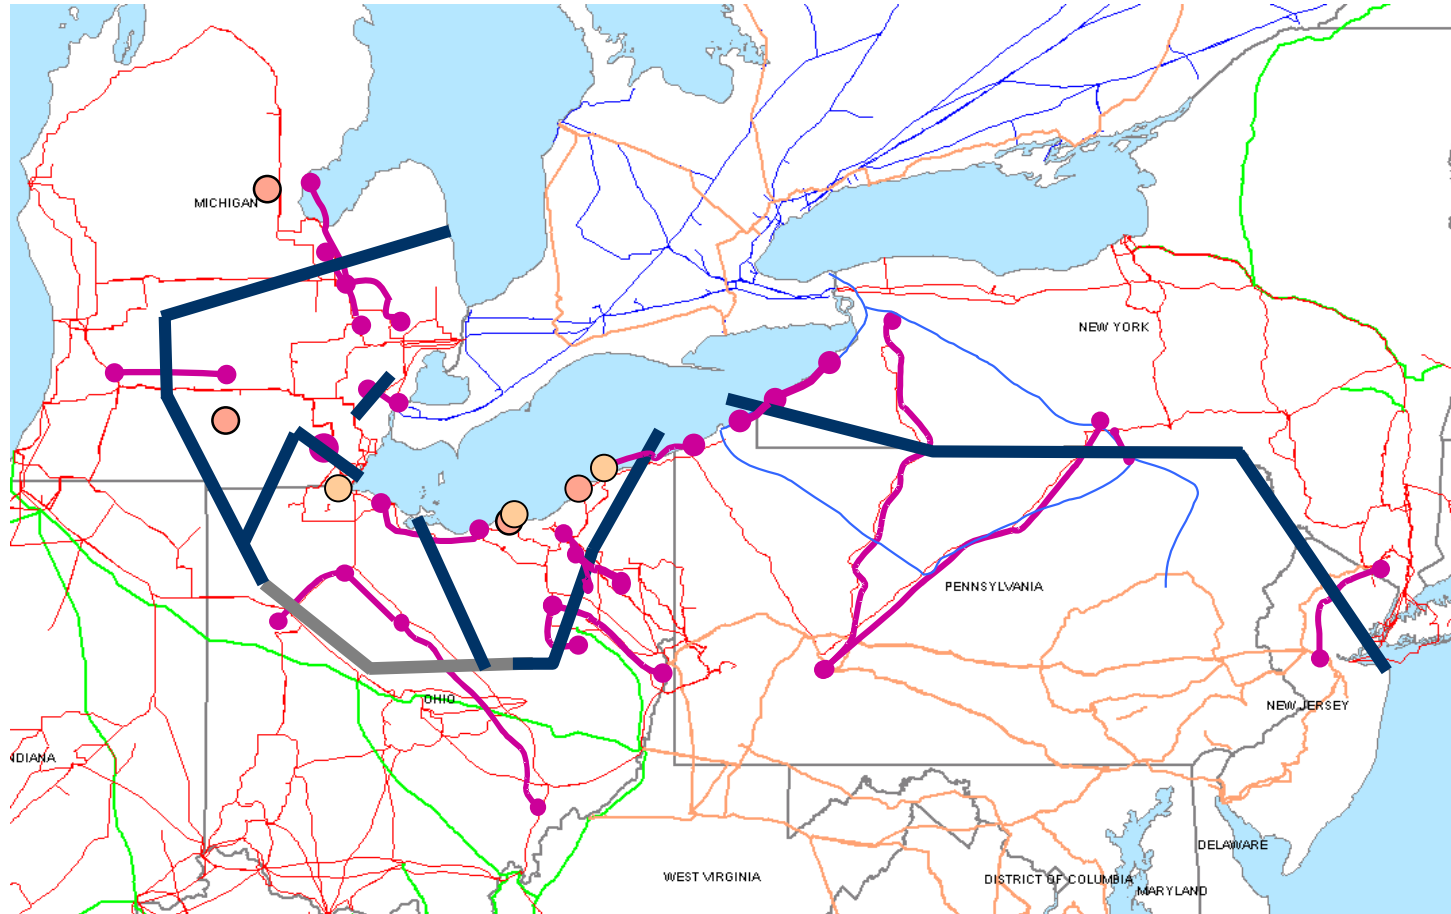 MICHIGAN
NEW YORK
PENNSYLVANIA
OHIO
NEW JERSEY
NDIANA
DELAWARE
WEST VIRGINIA
DISTRICT OF COLUMBIA
MARYLAND